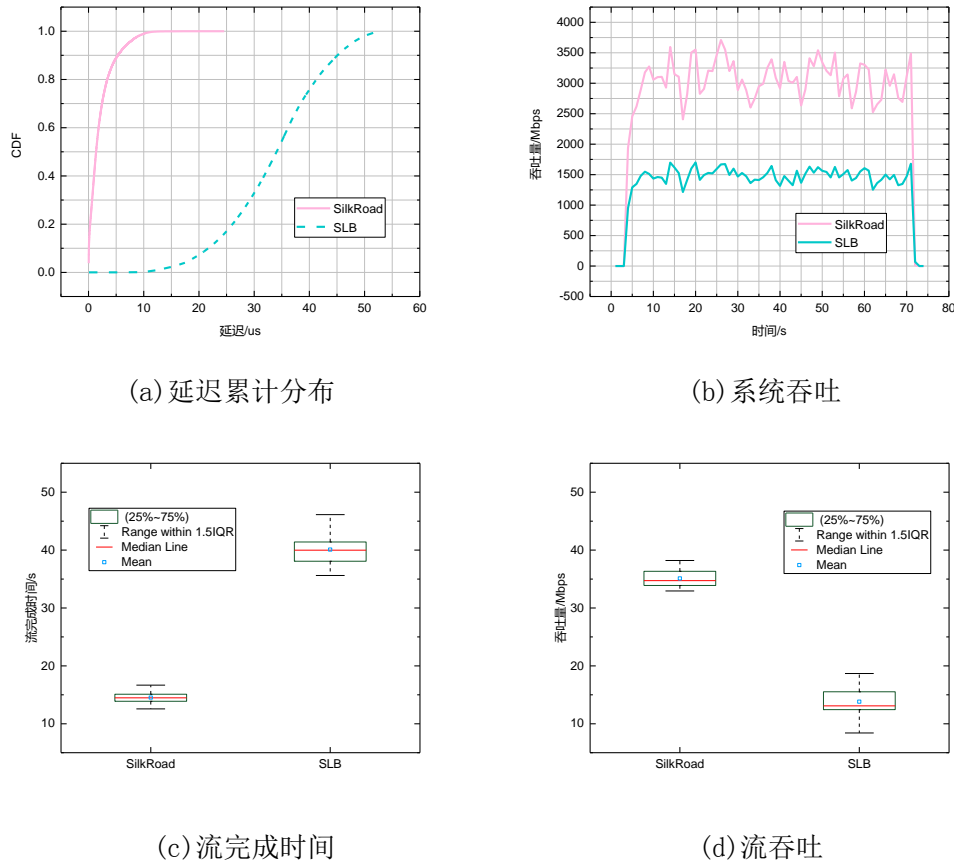 CDF
1.0
0.8
0.6
0.4
0.2
0.0
SilkRoad
SLB
0 10 20 30 40 50 60
延迟/us
(a)延迟累计分布
吞吐量/Mbps
4000
3500
3000
2500
2000
1500
1000
500
0
-500
SilkRoad
SLB
0 10 20 30 40 50 60 70 80
时间/s
(b)系统吞吐
流完成时间/s
50
40
30
20
10
(25%~75%)
Range within 1.5IQR
Median Line
Mean
SilkRoad SLB
(c)流完成时间
吞吐量/Mbps
50
40
30
20
10
(25%~75%)
Range within 1.5IQR
Median Line
Mean
SilkRoad SLB
(d)流吞吐